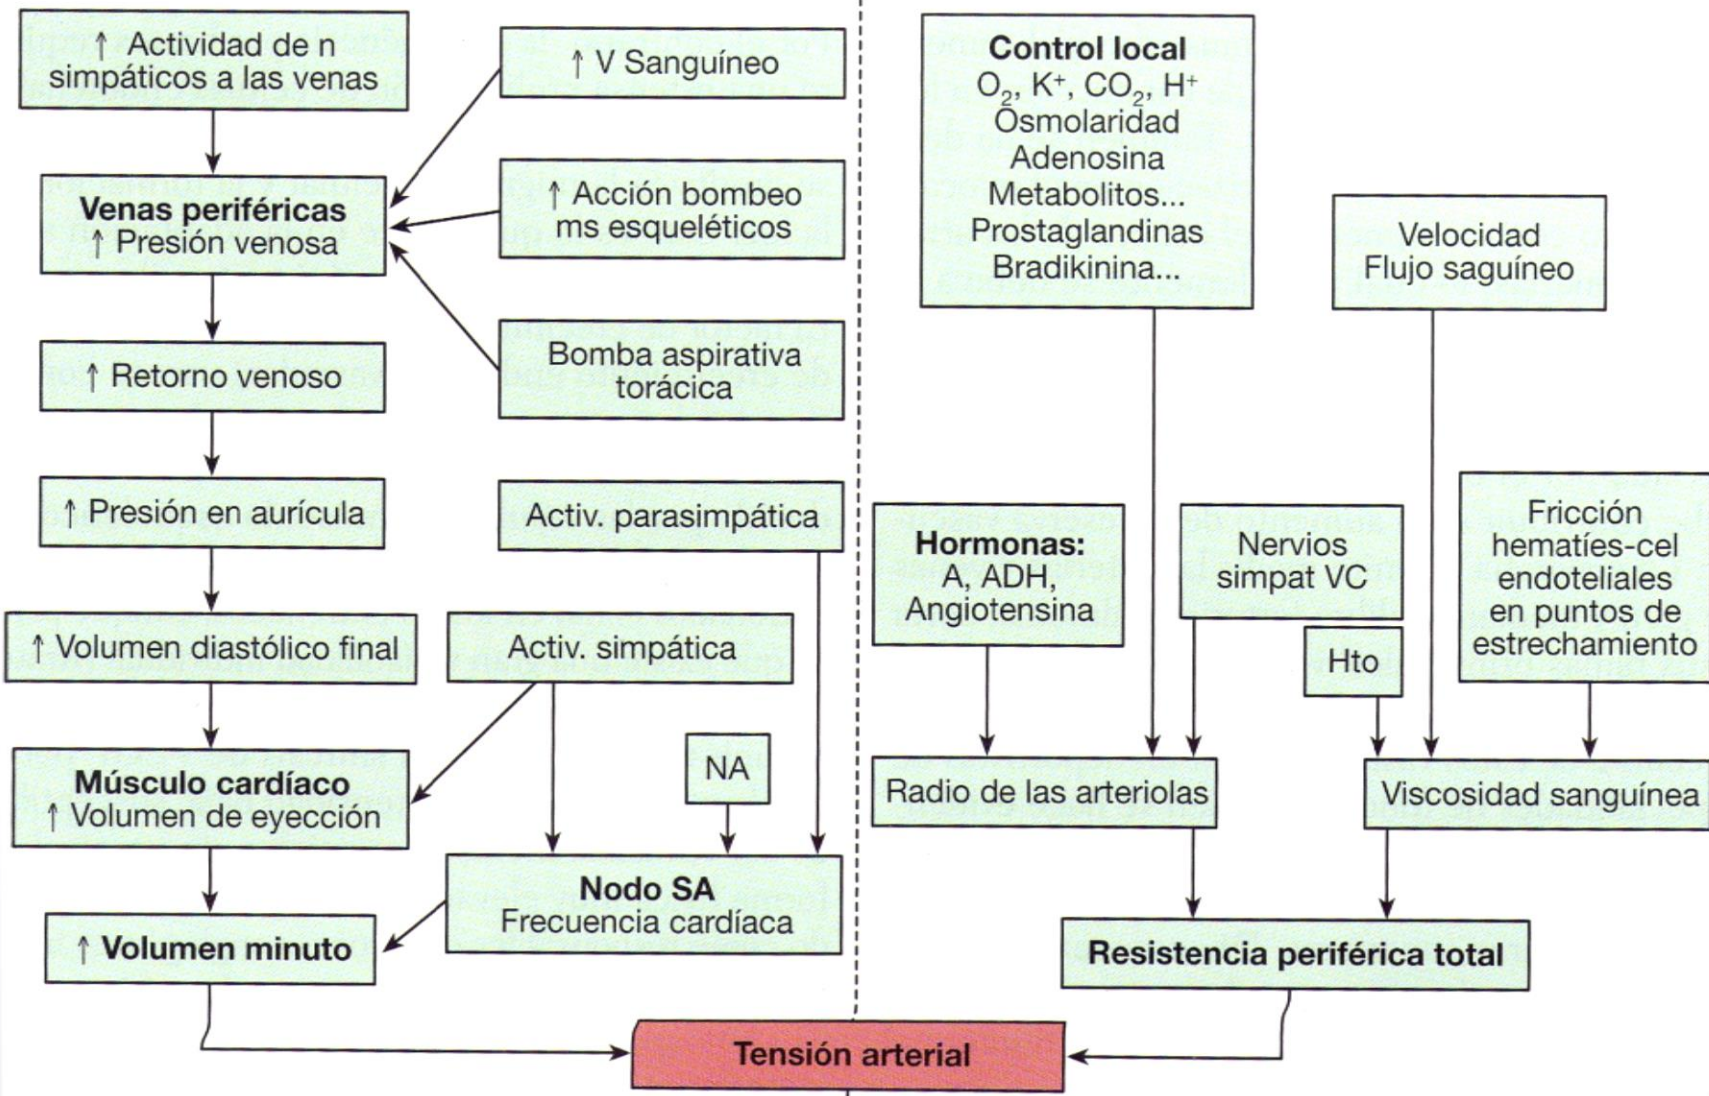 ↑ Actividad de n
simpáticos a las venas
↑ V Sanguíneo
Venas periféricas
↑ Presión venosa
↑ Acción bombeo
ms esqueléticos
Bomba aspirativa
torácica
↑ Retorno venoso
↑ Presión en aurícula
Activ. parasimpática
↑ Volumen diastólico final
Activ. simpática
Músculo cardíaco
↑ Volumen de eyección
NA
Nodo SA
Frecuencia cardíaca
↑ Volumen minuto
Control local
O₂, K⁺, CO₂, H⁺
Osmolaridad
Adenosina
Metabolitos...
Prostaglandinas
Bradikinina...
Velocidad
Flujo saguíneo
Hormonas:
A, ADH,
Angiotensina
Nervios
simpat VC
Hto
Fricción
hematíes-cel
endoteliales
en puntos de
estrechamiento
Radio de las arteriolas
Viscosidad sanguínea
Resistencia periférica total
Tensión arterial